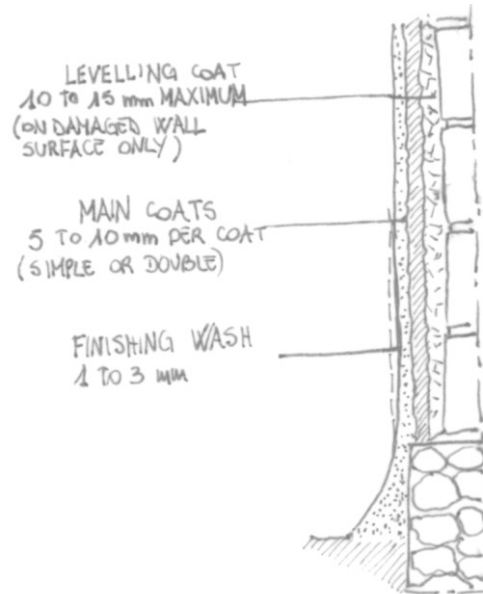 LEVELLING COAT
10 TO 15 mm MAXIMUM
(ON DAMAGED WALL
SURFACE ONLY)
MAIN COATS
5 TO 10 mm PER COAT
(SIMPLE OR DOUBLE)
FINISHING WASH
1 TO 3 mm